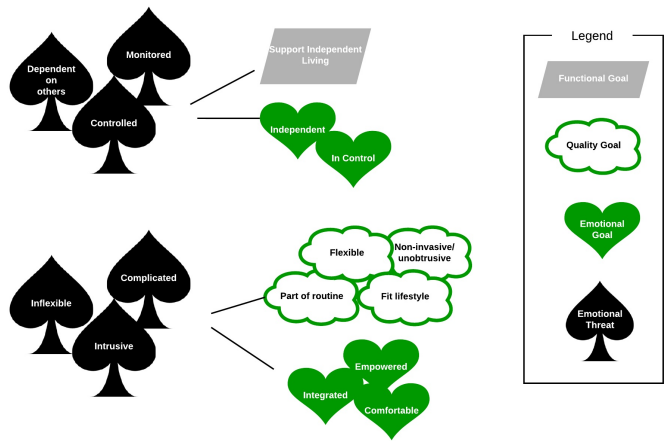 Monitored
Dependent
on
others
Controlled
Support Independent
Living
Independent
In Control
Complicated
Inflexible
Intrusive
Flexible
Non-invasive/
unobtrusive
Part of routine
Fit lifestyle
Empowered
Integrated
Comfortable
Legend
Functional Goal
Quality Goal
Emotional
Goal
Emotional
Threat